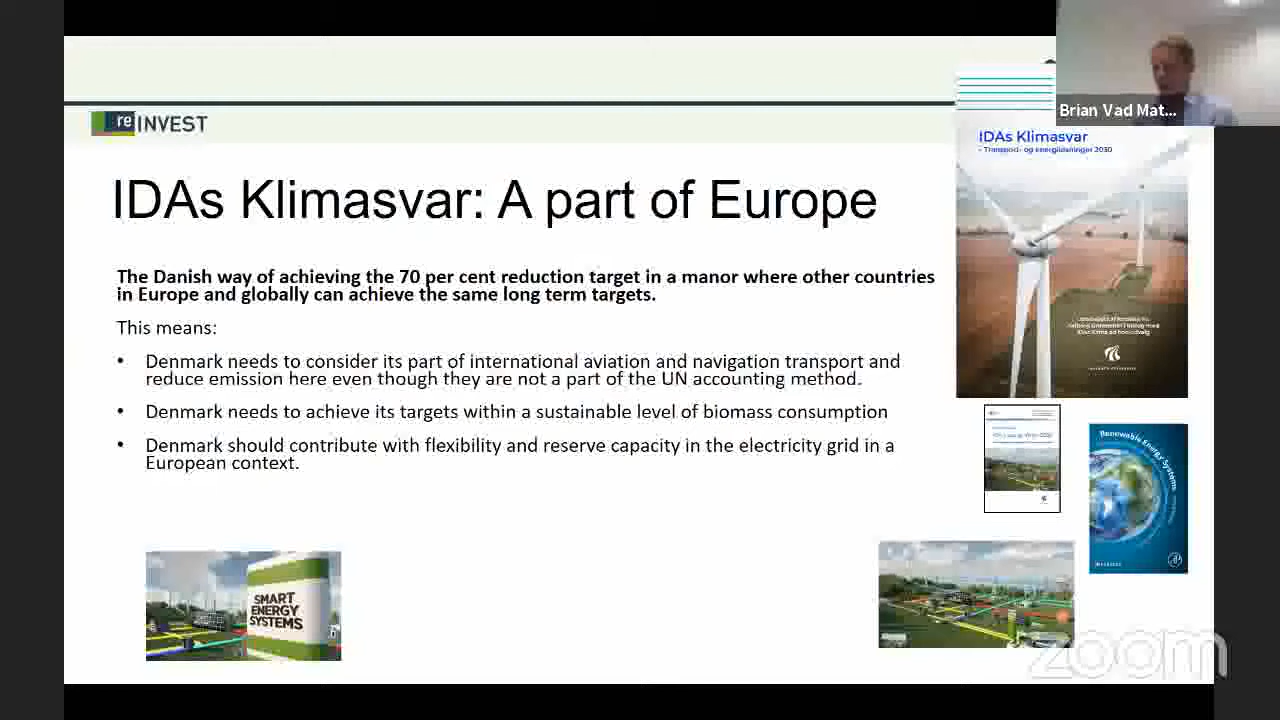 Brian Vad Mat...
re INVEST
IDAs Klimasvar: A part of Europe
The Danish way of achieving the 70 per cent reduction target in a manor where other countries
in Europe and globally can achieve the same long term targets.
This means:
• Denmark needs to consider its part of international aviation and navigation transport and
reduce emission here even though they are not a part of the UN accounting method.
• Denmark needs to achieve its targets within a sustainable level of biomass consumption
• Denmark should contribute with flexibility and reserve capacity in the electricity grid in a
European context.
IDAs Klimasvar
- Transport- og energiløsninger 2030
Renewable Energy Systems
SMART
ENERGY
SYSTEMS
zoom